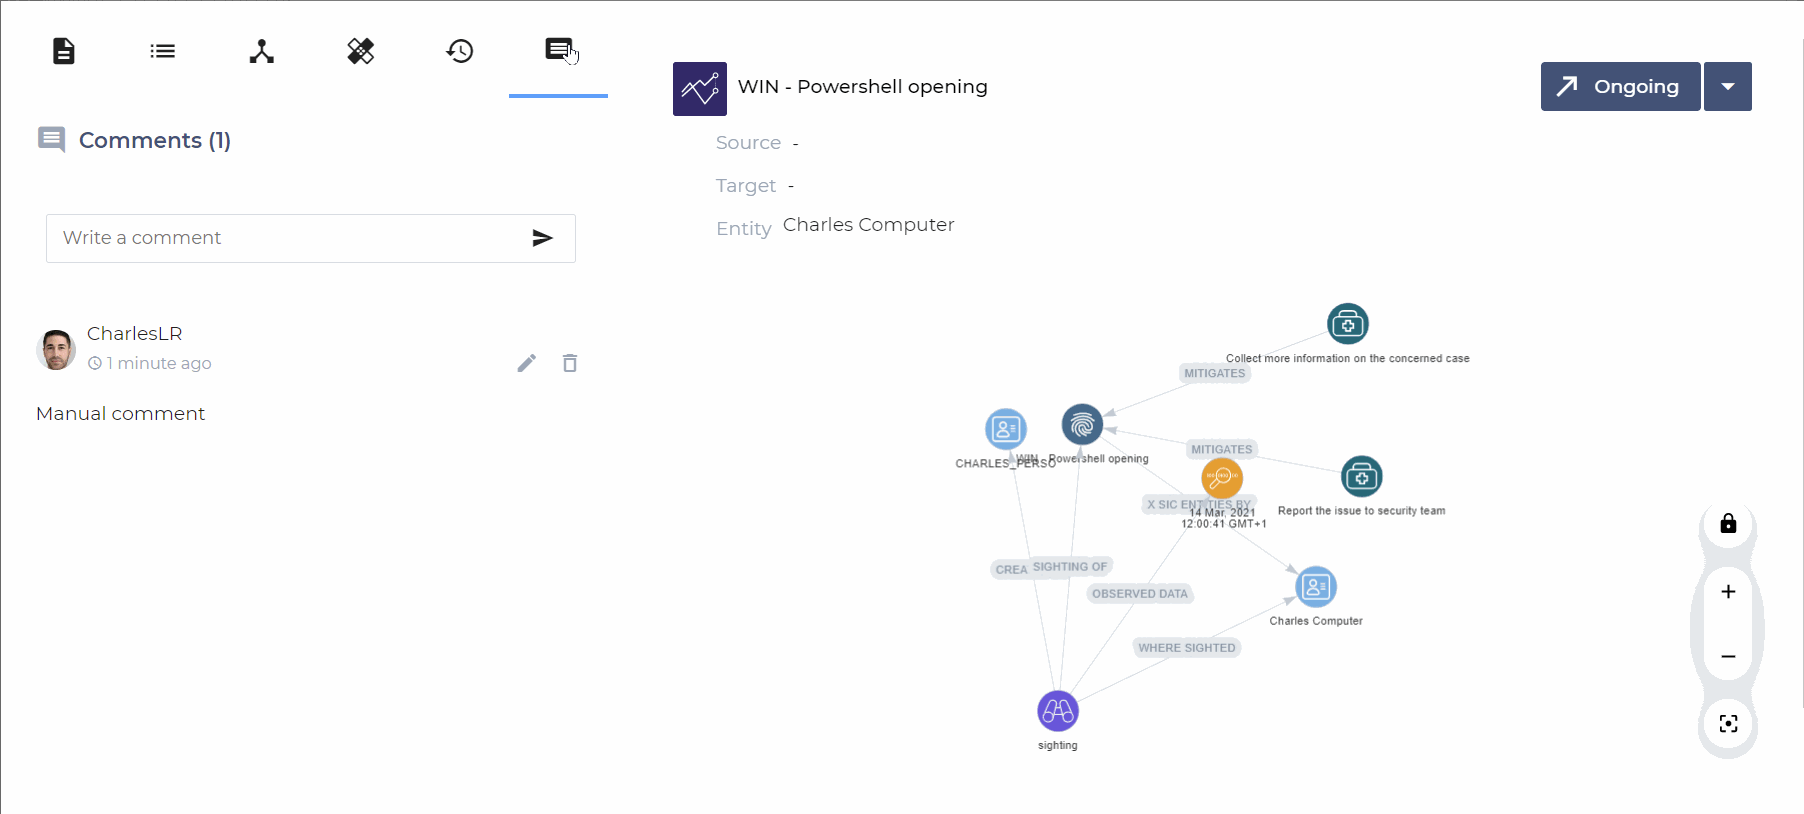 Comments (1)
Write a comment
CharlesLR
1 minute ago
Manual comment
WIN - Powershell opening
Ongoing
Source -
Target -
Entity Charles Computer
Collect more information on the concerned case
MITIGATES
CHARLES_PERSO
WIN - Powershell opening
MITIGATES
X SIC ENTITIES BY
14 Mar, 2021
12:00:41 GMT+1
Report the issue to security team
CREA
SIGHTING OF
OBSERVED DATA
Charles Computer
WHERE SIGHTED
sighting